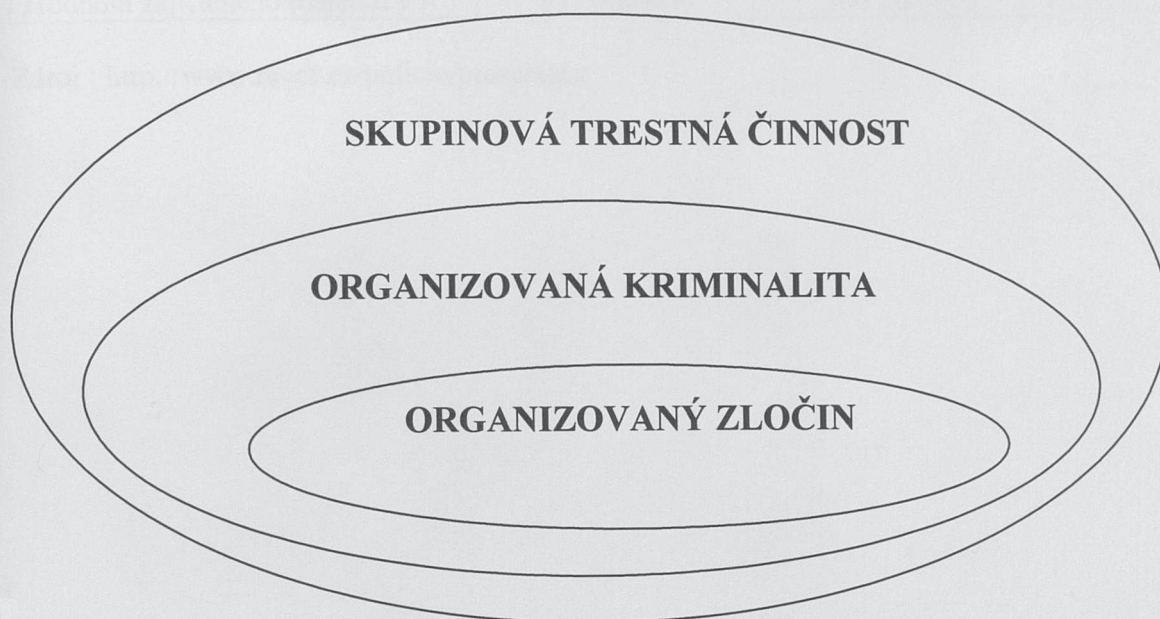 SKUPINOVÁ TRESTNÁ ČINNOST
ORGANIZOVANÁ KRIMINALITA
ORGANIZOVANÝ ZLOČIN